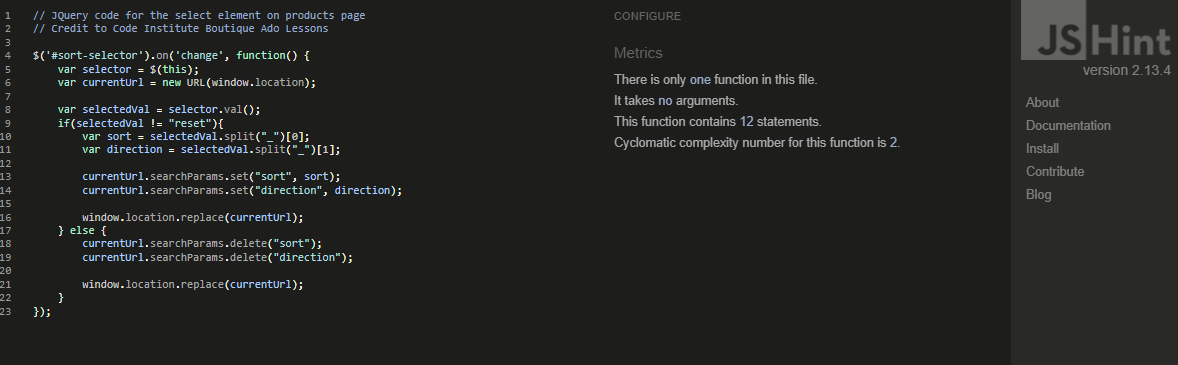 1 // JQuery code for the select element on products page
2 // Credit to Code Institute Boutique Ado Lessons
3
4 $('#sort-selector').on('change', function() {
5     var selector = $(this);
6     var currentUrl = new URL(window.location);
7
8     var selectedVal = selector.val();
9     if(selectedVal != "reset"){
10         var sort = selectedVal.split("_")[0];
11         var direction = selectedVal.split("_")[1];
12
13         currentUrl.searchParams.set("sort", sort);
14         currentUrl.searchParams.set("direction", direction);
15
16         window.location.replace(currentUrl);
17     } else {
18         currentUrl.searchParams.delete("sort");
19         currentUrl.searchParams.delete("direction");
20
21         window.location.replace(currentUrl);
22     }
23 });
CONFIGURE
Metrics
There is only one function in this file.
It takes no arguments.
This function contains 12 statements.
Cyclomatic complexity number for this function is 2.
JSHint
version 2.13.4
About
Documentation
Install
Contribute
Blog